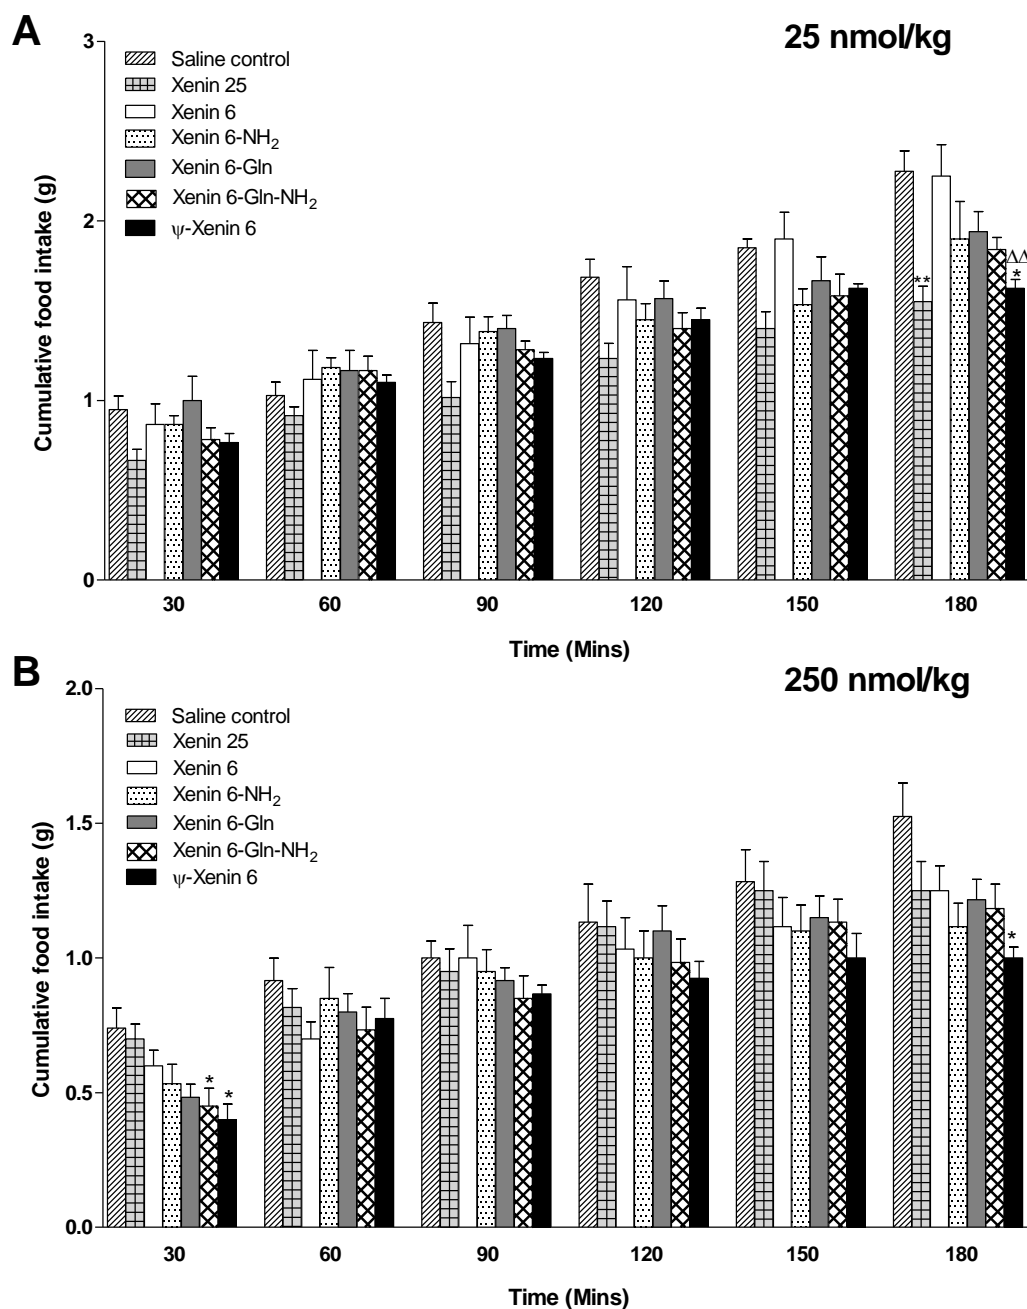 A
25 nmol/kg
3
Saline control
Xenin 25
Xenin 6
Xenin 6-NH2
Xenin 6-Gln
Xenin 6-Gln-NH2
ψ-Xenin 6
2
1
0
Cumulative food intake (g)
**
ΔΔ
*
30 60 90 120 150 180
Time (Mins)
B
250 nmol/kg
2.0
Saline control
Xenin 25
Xenin 6
Xenin 6-NH2
Xenin 6-Gln
Xenin 6-Gln-NH2
ψ-Xenin 6
1.5
1.0
0.5
0.0
Cumulative food intake (g)
* *
*
30 60 90 120 150 180
Time (Mins)